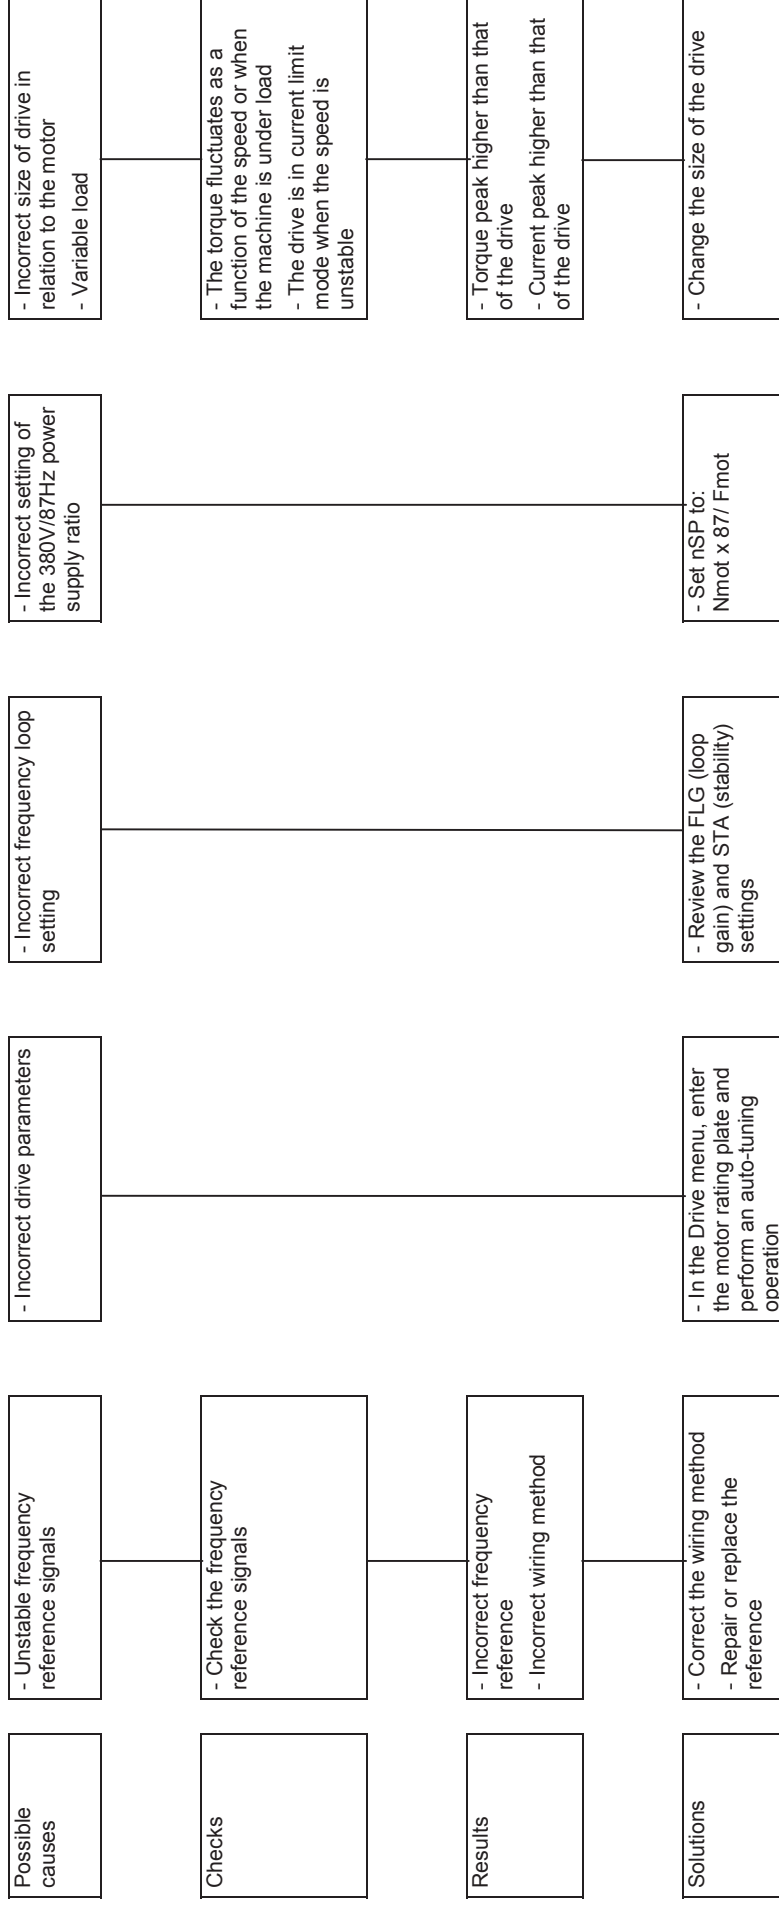 Possible
causes
- Unstable frequency
reference signals
- Incorrect drive parameters
- Incorrect frequency loop
setting
- Incorrect setting of
the 380V/87Hz power
supply ratio
- Incorrect size of drive in
relation to the motor
- Variable load
Checks
- Check the frequency
reference signals
- The torque fluctuates as a
function of the speed or when
the machine is under load
- The drive is in current limit
mode when the speed is
unstable
Results
- Incorrect frequency
reference
- Incorrect wiring method
- Torque peak higher than that
of the drive
- Current peak higher than that
of the drive
Solutions
- Correct the wiring method
- Repair or replace the
reference
- In the Drive menu, enter
the motor rating plate and
perform an auto-tuning
operation
- Review the FLG (loop
gain) and STA (stability)
settings
- Set nSP to:
Nmot x 87/ Fmot
- Change the size of the drive